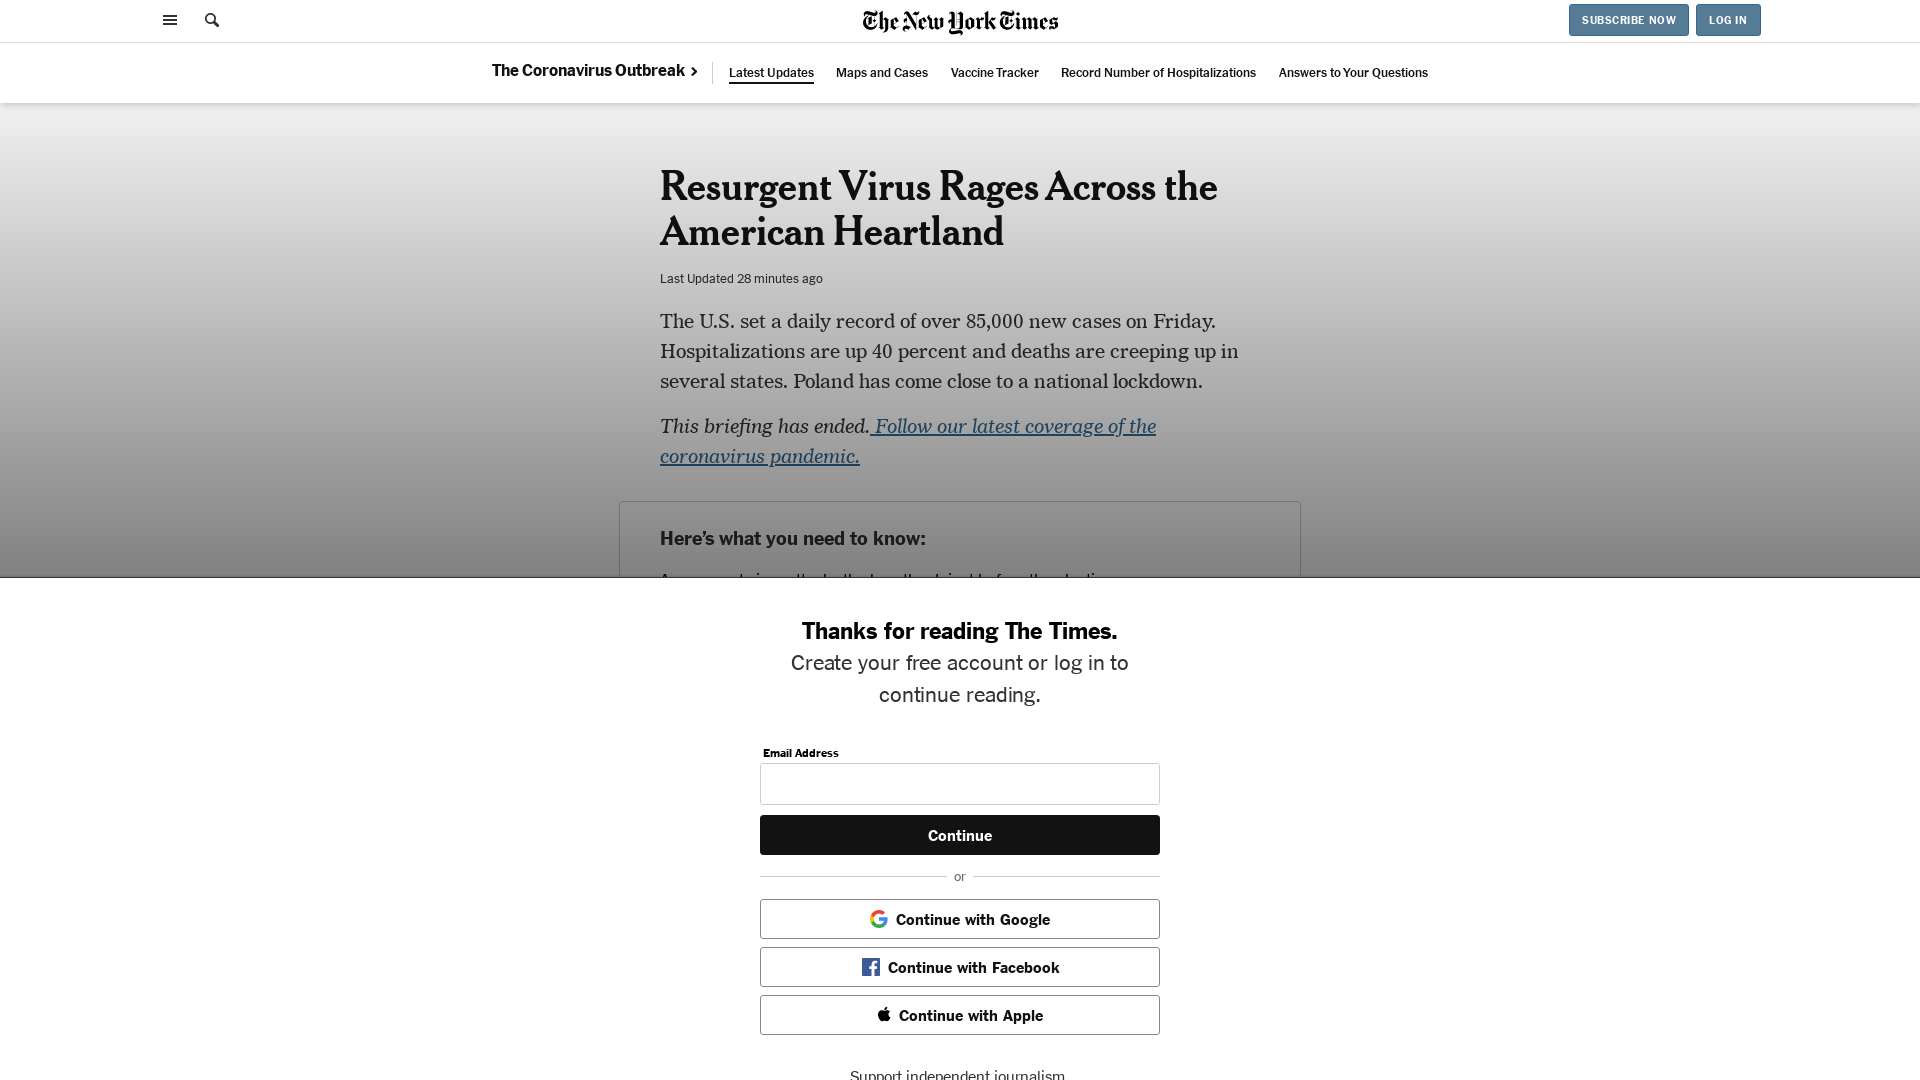 The New York Times
SUBSCRIBE NOW
LOG IN
The Coronavirus Outbreak
Latest Updates
Maps and Cases
Vaccine Tracker
Record Number of Hospitalizations
Answers to Your Questions
Resurgent Virus Rages Across the
American Heartland
Last Updated 28 minutes ago
The U.S. set a daily record of over 85,000 new cases on Friday.
Hospitalizations are up 40 percent and deaths are creeping up in
several states. Poland has come close to a national lockdown.
This briefing has ended. Follow our latest coverage of the
coronavirus pandemic.
Here’s what you need to know:
Thanks for reading The Times.
Create your free account or log in to
continue reading.
Email Address
Continue
or
Continue with Google
Continue with Facebook
Continue with Apple
Support independent journalism